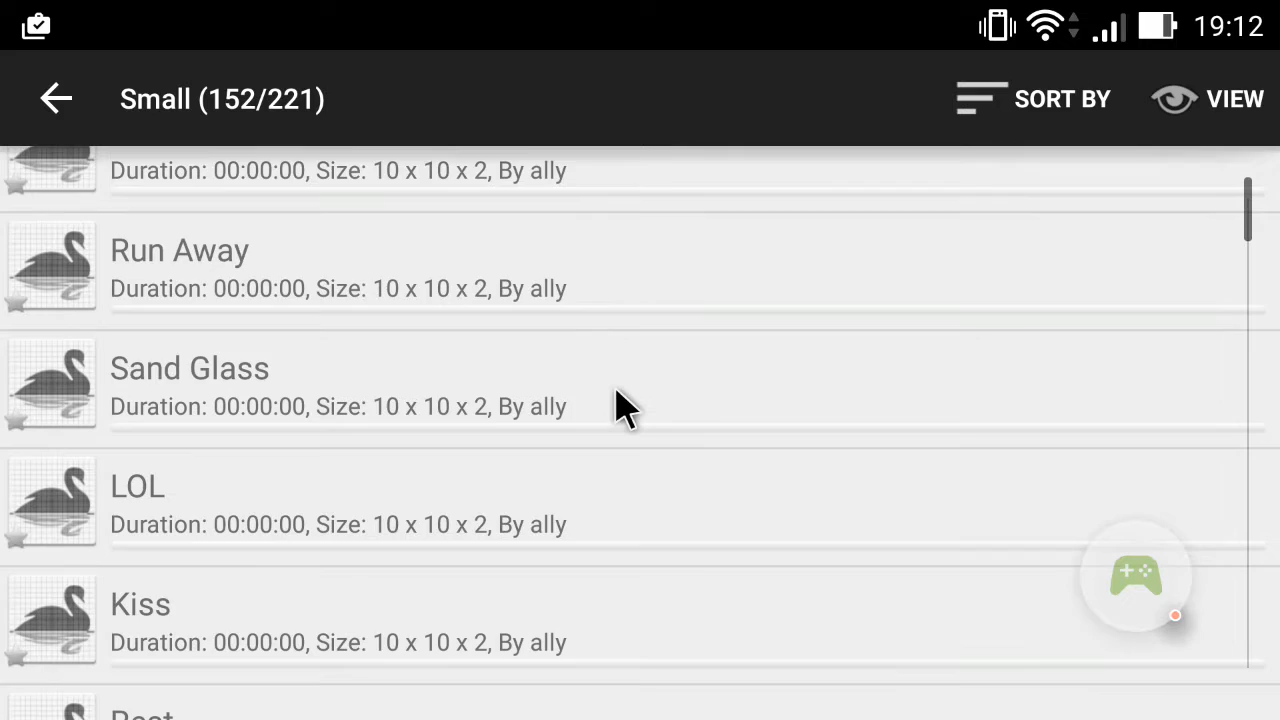 19:12
Small (152/221)
SORT BY
VIEW
Duration: 00:00:00, Size: 10 x 10 x 2, By ally
Run Away
Duration: 00:00:00, Size: 10 x 10 x 2, By ally
Sand Glass
Duration: 00:00:00, Size: 10 x 10 x 2, By ally
LOL
Duration: 00:00:00, Size: 10 x 10 x 2, By ally
Kiss
Duration: 00:00:00, Size: 10 x 10 x 2, By ally